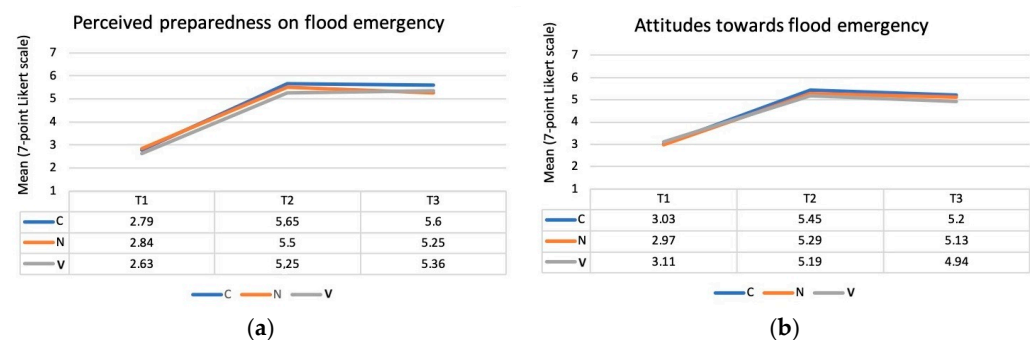 Perceived preparedness on flood emergency
Mean (7-point Likert scale)
7
6
5
4
3
2
1
T1 T2 T3
C 2.79 5,65 5.6
N 2.84 5.5 5.25
V 2.63 5,25 5.36
C N V
(a)
Attitudes towards flood emergency
Mean (7-point Likert scale)
7
6
5
4
3
2
1
T1 T2 T3
C 3.03 5.45 5.2
N 2.97 5.29 5.13
V 3.11 5.19 4.94
C N V
(b)